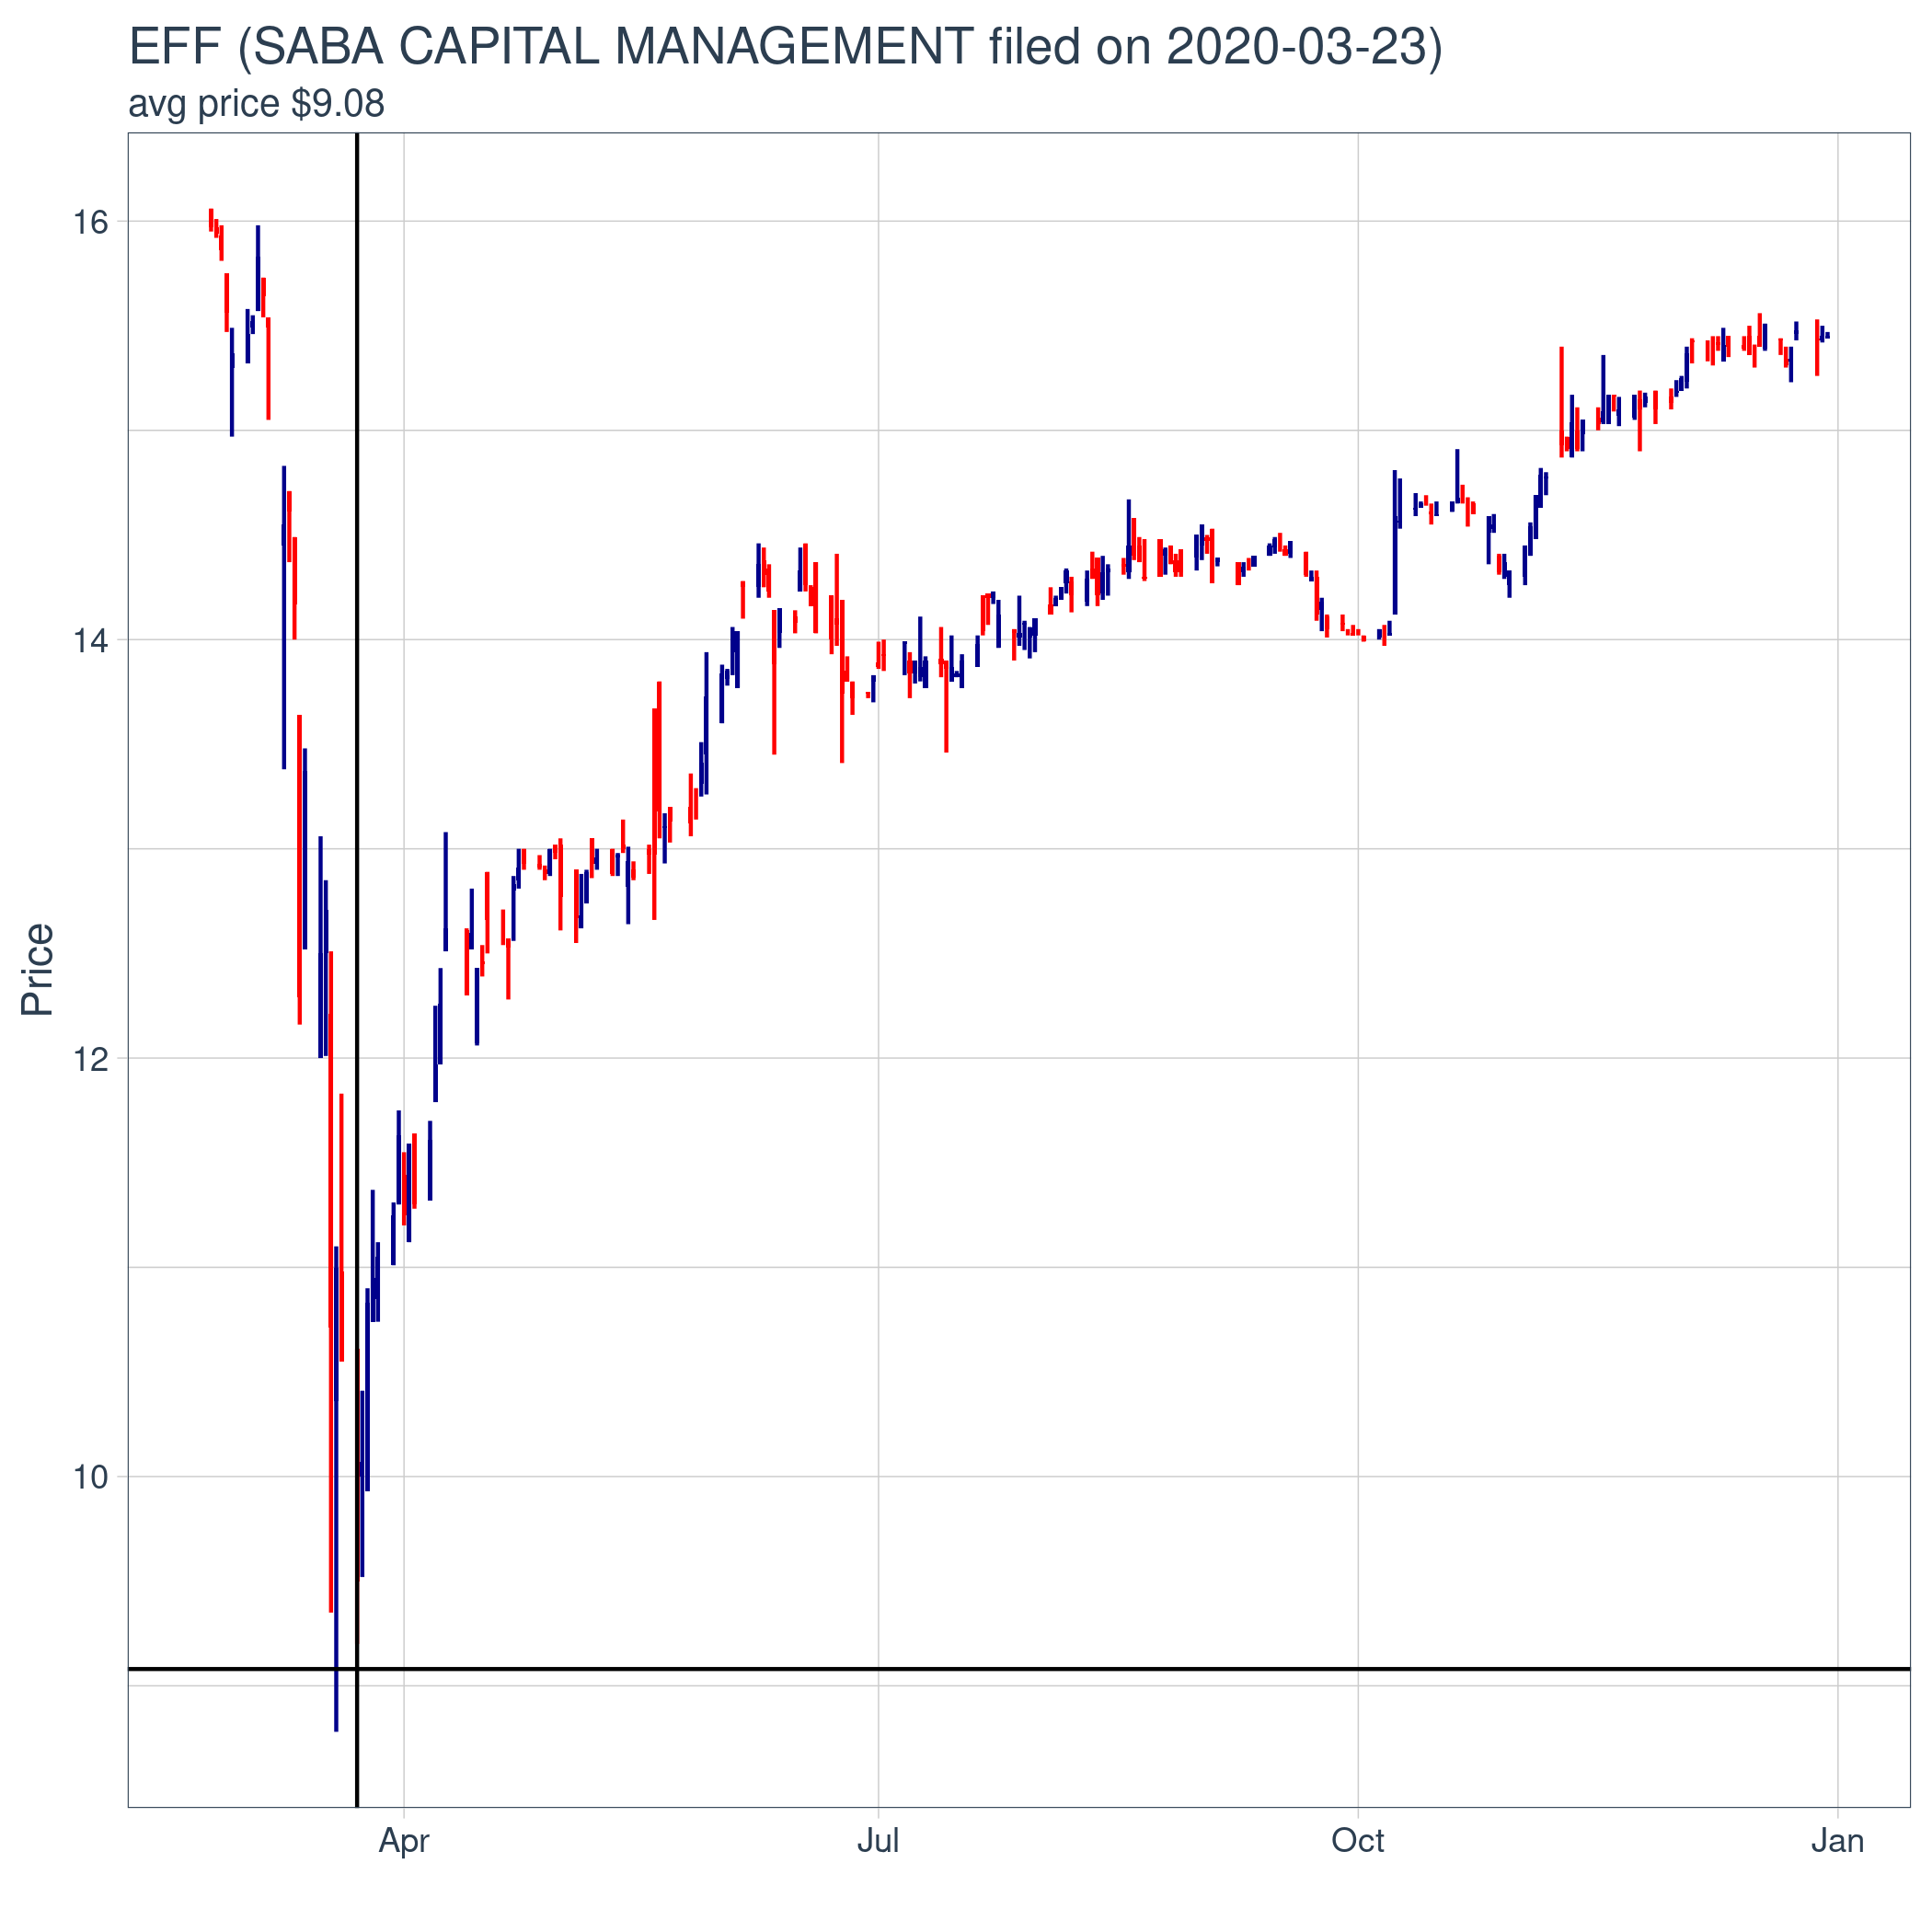 EFF (SABA CAPITAL MANAGEMENT filed on 2020-03-23)
avg price $9.08
16
14
12
10
Price
Apr
Jul
Oct
Jan